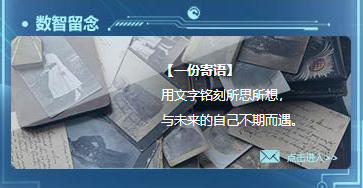 数智留念
【一份寄语】
用文字铭刻所思所想，
与未来的自己不期而遇。
点击进入>>